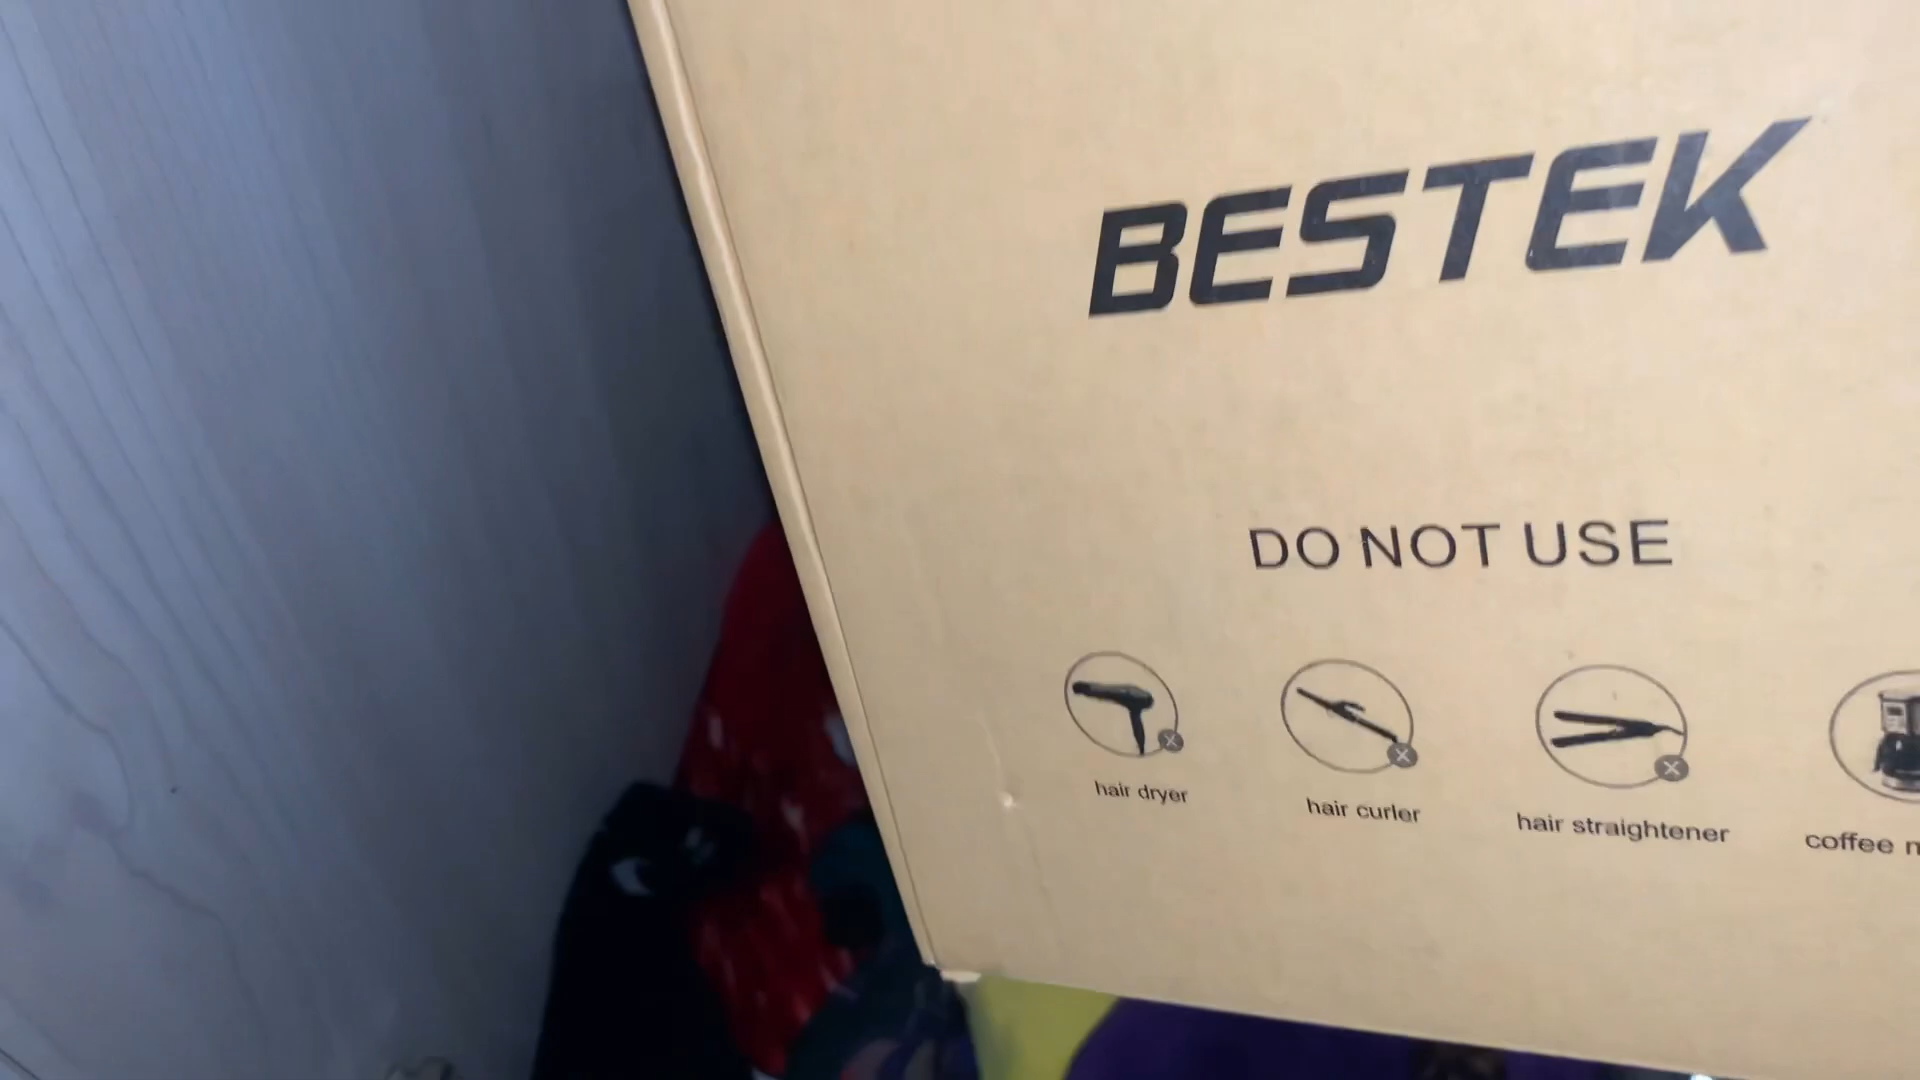 BESTEK
DO NOT USE
hair dryer
hair curler
hair straightener
coffee